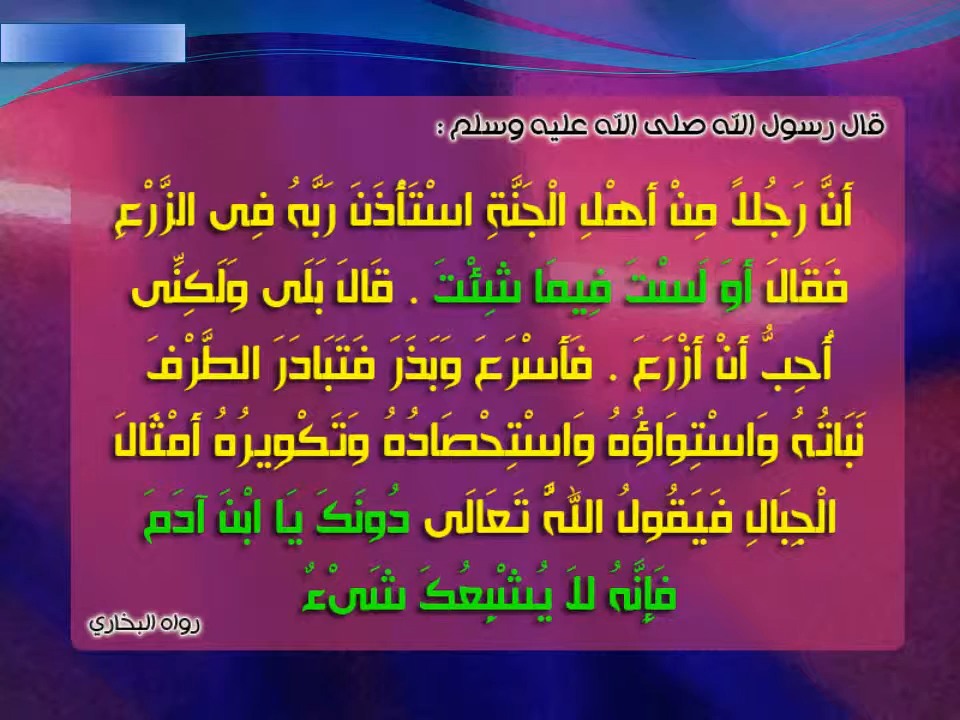 قال رسول الله صلى الله عليه وسلم :
أَنَّ رَجُلاً مِنْ أَهْلِ الْجَنَّةِ اسْتَأْذَنَ رَبَّهُ فِى الزَّرْعِ
فَقَالَ أَوَ لَسْتَ فِيمَا شِئْتَ . قَالَ بَلَى وَلَكِنِّى
أُحِبُّ أَنْ أَزْرَعَ . فَأَسْرَعَ وَبَذَرَ فَتَبَادَرَ الطَّرْفَ
نَبَاتُهُ وَاسْتِوَاؤُهُ وَاسْتِحْصَادُهُ وَتَكْوِيرُهُ أَمْثَالَ
الْجِبَالِ فَيَقُولُ اللَّهُ تَعَالَى دُونَكَ يَا ابْنَ آدَمَ
فَإِنَّهُ لاَ يُشْبِعُكَ شَىْءٌ
رواه البخاري